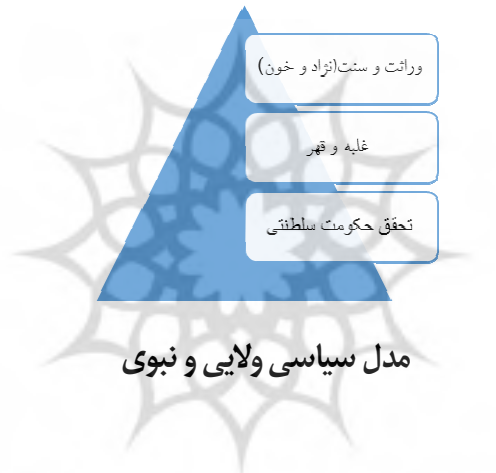 وراثت و سنت(نژاد و خون)
غلبه و قهر
تحقق حکومت سلطنتی
مدل سیاسی ولایی و نبوی